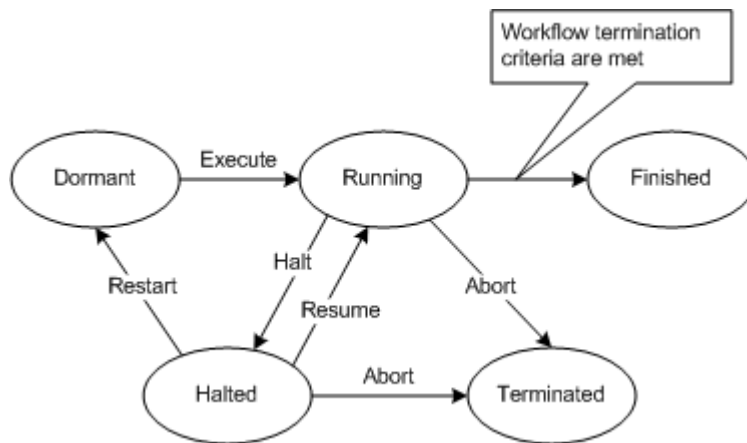 Workflow termination
criteria are met
Dormant
Execute
Running
Finished
Halt
Restart
Resume
Abort
Halted
Abort
Terminated